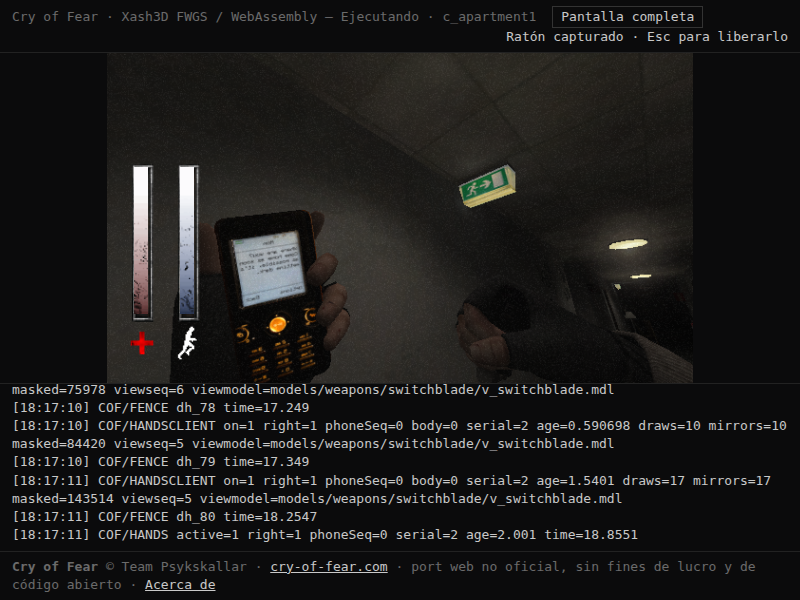 Cry of Fear · Xash3D FWGS / WebAssembly — Ejecutando · c_apartment1
Pantalla completa
Ratón capturado · Esc para liberarlo
masked=75978 viewseq=6 viewmodel=models/weapons/switchblade/v_switchblade.mdl
[18:17:10] COF/FENCE dh_78 time=17.249
[18:17:10] COF/HANDSCLIENT on=1 right=1 phoneSeq=0 body=0 serial=2 age=0.590698 draws=10 mirrors=10
masked=84420 viewseq=5 viewmodel=models/weapons/switchblade/v_switchblade.mdl
[18:17:10] COF/FENCE dh_79 time=17.349
[18:17:11] COF/HANDSCLIENT on=1 right=1 phoneSeq=0 body=0 serial=2 age=1.5401 draws=17 mirrors=17
masked=143514 viewseq=5 viewmodel=models/weapons/switchblade/v_switchblade.mdl
[18:17:11] COF/FENCE dh_80 time=18.2547
[18:17:11] COF/HANDS active=1 right=1 phoneSeq=0 serial=2 age=2.001 time=18.8551
Cry of Fear © Team Psykskallar · cry-of-fear.com · port web no oficial, sin fines de lucro y de
código abierto · Acerca de